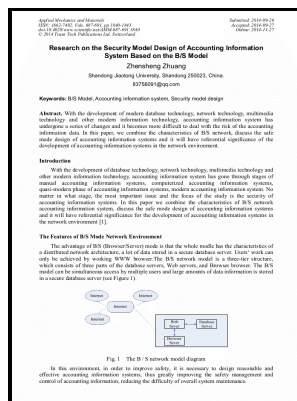 Applied Mechanics and Materials
ISSN: 1662-7482, Vols. 687-691, pp 1940-1943
doi:10.4028/www.scientific.net/AMM.687-691.1940
© 2014 Trans Tech Publications Ltd, Switzerland
Submitted: 2014-09-26
Accepted: 2014-09-27
Online: 2014-11-27
Research on the Security Model Design of Accounting Information
System Based on the B/S Model
Zhensheng Zhuang
Shandong Jiaotong University, Shandong 250023, China.
83756091@qq.com
Keywords: B/S Model, Accounting information system, Security model design
Abstract. With the development of modern database technology, network technology, multimedia
technology and other modern information technology, accounting information system has
undergone a series of changes and it becomes more difficult to deal with the risk of the accounting
information data. In this paper, we combine the characteristics of B/S network, discuss the safe
mode design of accounting information systems and it will have referential significance of the
development of accounting information systems in the network environment.
Introduction
With the development of database technology, network technology, multimedia technology and
other modern information technology, accounting information system has gone through stages of
manual accounting information systems, computerized accounting information systems,
quasi-modern phase of accounting information systems, modern accounting information system. No
matter in what stage, the most important issue and the focus of the study is the security of
accounting information systems. In this paper we combine the characteristics of B/S network
accounting information system, discuss the safe mode design of accounting information systems
and it will have referential significance for the development of accounting information systems in
the network environment [1].
The Features of B/S Mode Network Environment
The advantage of B/S (Browser/Server) mode is that the whole modle has the characteristics of
a distributed network architecture, a lot of data stored in a secure database server. Users' work can
only be achieved by working WWW browser.The B/S network model is a three-tier structure,
which consists of three parts of the database servers, Web servers, and Browser browser. The B/S
model can be simultaneous access by multiple users and large amounts of data information is stored
in a secure database server (see Figure 1).
Internet
Internet
Internet
Internet
Web
Server
Database
Server
Browser
Server
Fig. 1 The B / S network model diagram
In this environment, in order to improve safety, it is necessary to design reasonable and
effective accounting information systems, thus greatly improving the safety management and
control of accounting information, reducing the difficulty of overall system maintenance.